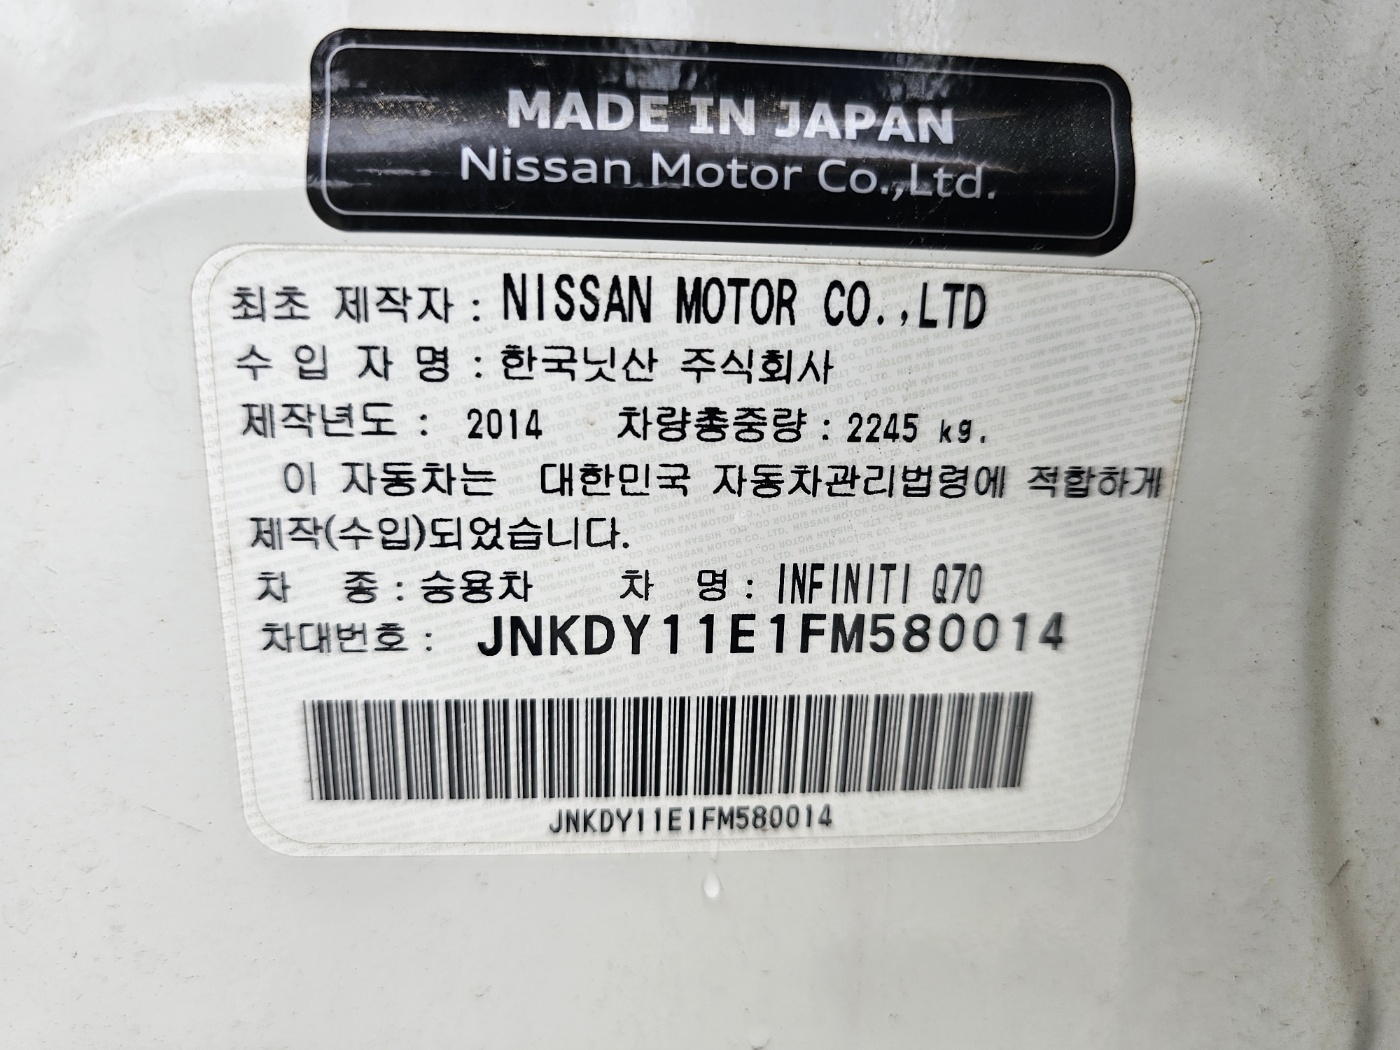 MADE IN JAPAN
Nissan Motor Co.,Ltd.
최초 제작자 : NISSAN MOTOR CO.,LTD
수 입 자 명 : 한국닛산 주식회사
제작년도 : 2014 차량총중량 : 2245 kg.
이 자동차는 대한민국 자동차관리법령에 적합하게
제작(수입)되었습니다.
차 종 : 승용차 차 명 : INFINITI Q70
차대번호 : JNKDY11E1FM580014
JNKDY11E1FM580014